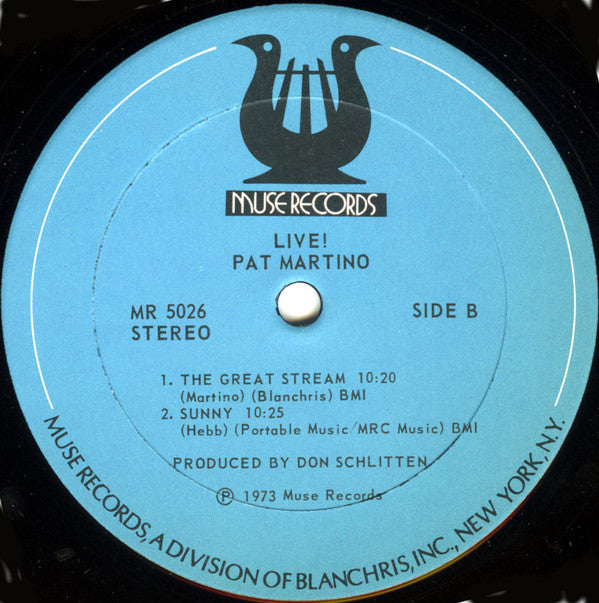 MUSE RECORDS
LIVE!
PAT MARTINO
MR 5026
STEREO
SIDE B
1. THE GREAT STREAM 10:20
(Martino) (Blanchris) BMI
2. SUNNY 10:25
(Hebb) (Portable Music/MRC Music) BMI
PRODUCED BY DON SCHLITTEN
℗ 1973 Muse Records
MUSE RECORDS, A DIVISION OF BLANCHRIS, INC., NEW YORK, N.Y.